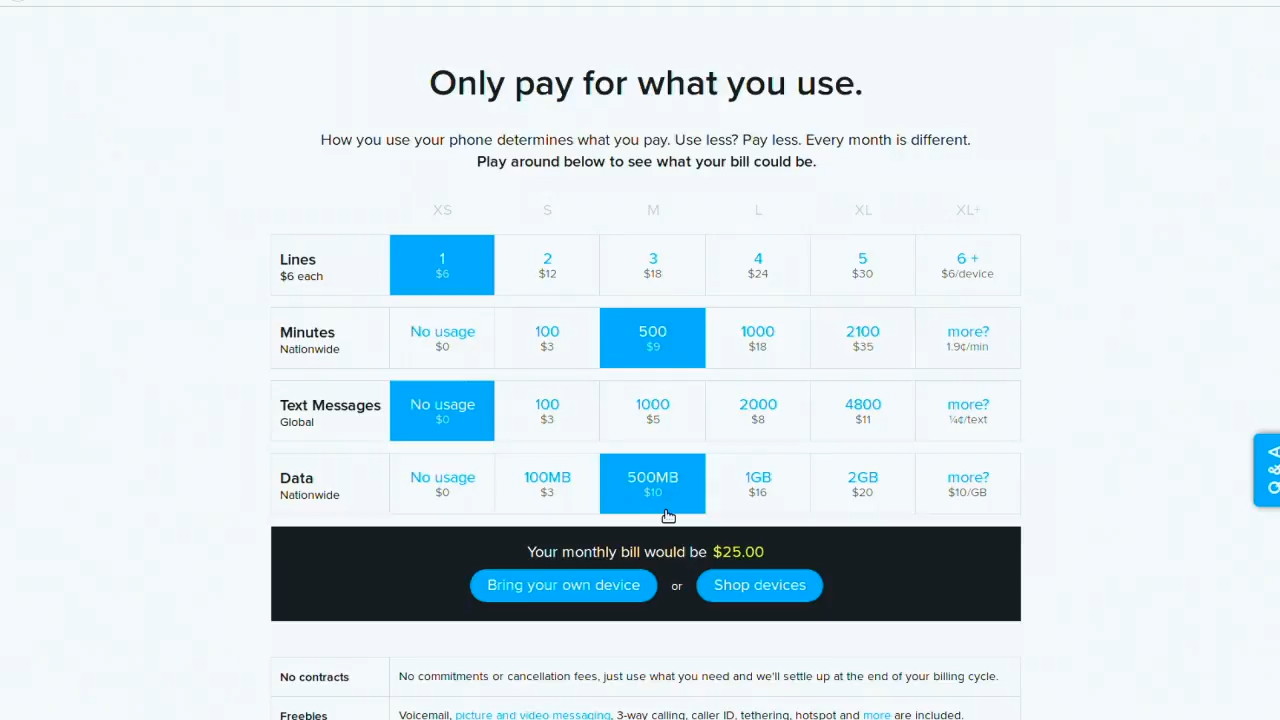 Only pay for what you use.
How you use your phone determines what you pay. Use less? Pay less. Every month is different.
Play around below to see what your bill could be.
XS S M L XL XL+
Lines 1 2 3 4 5 6 +
$6 each $6 $12 $18 $24 $30 $6/device
Minutes No usage 100 500 1000 2100 more?
Nationwide $0 $3 $9 $18 $35 1.9¢/min
Text Messages No usage 100 1000 2000 4800 more?
Global $0 $3 $5 $8 $11 ¼¢/text
Data No usage 100MB 500MB 1GB 2GB more?
Nationwide $0 $3 $10 $16 $20 $10/GB
Q & A
Your monthly bill would be $25.00
Bring your own device or Shop devices
No contracts No commitments or cancellation fees, just use what you need and we'll settle up at the end of your billing cycle.
Freebies Voicemail, picture and video messaging, 3-way calling, caller ID, tethering, hotspot and more are included.